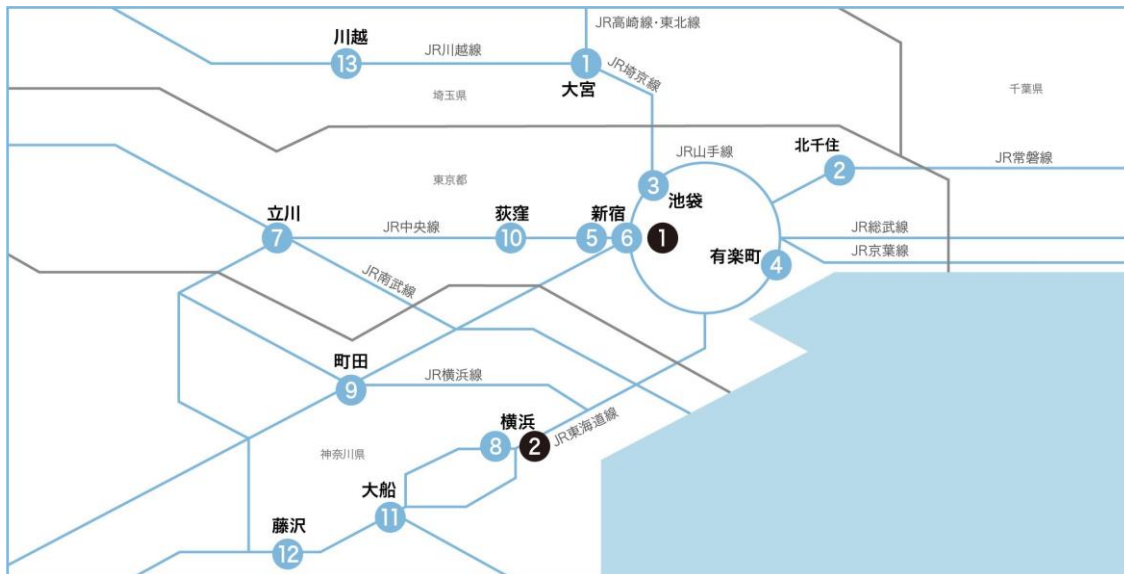 JR高崎線・東北線
川越
JR川越線
13
1
大宮
JR埼京線
埼玉県
千葉県
JR山手線
北千住
2
JR常磐線
東京都
3
池袋
立川
7
JR中央線
荻窪
10
新宿
5
6
1
有楽町
4
JR総武線
JR京葉線
JR南武線
町田
9
JR横浜線
横浜
8
2
JR東海道線
神奈川県
大船
11
藤沢
12